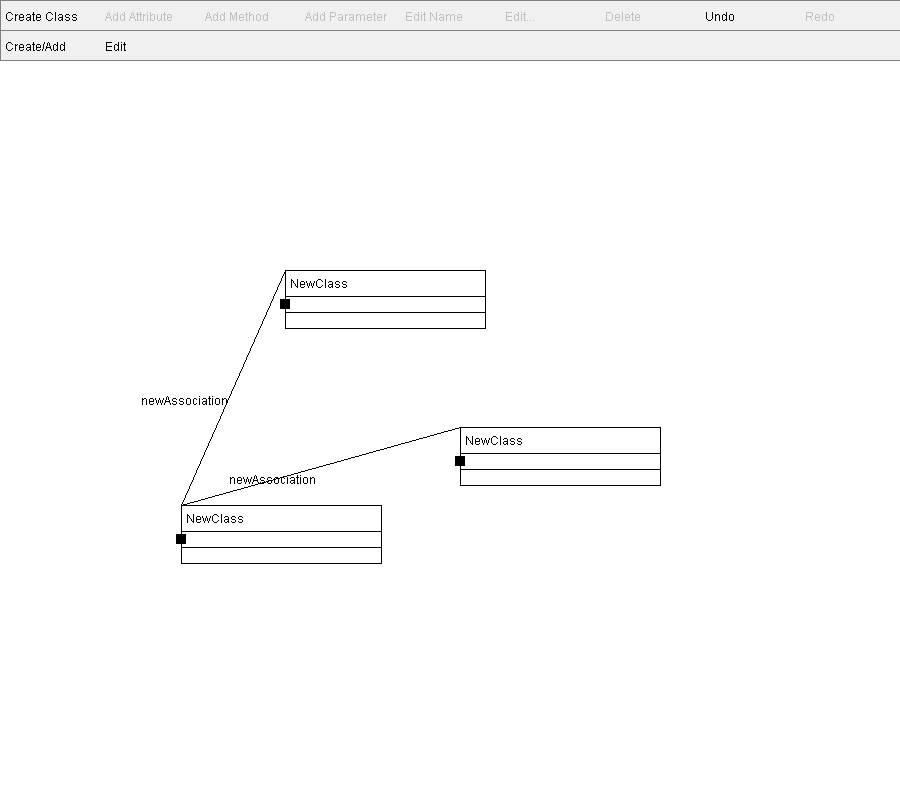 Create Class Add Attribute Add Method Add Parameter Edit Name Edit... Delete Undo Redo
Create/Add Edit
NewClass
newAssociation
NewClass
newAssociation
NewClass